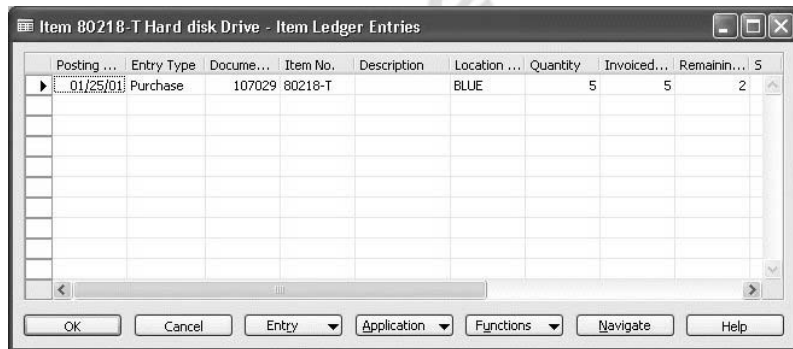 Item 80218-T Hard disk Drive - Item Ledger Entries
Posting ... Entry Type Docume... Item No. Description Location ... Quantity Invoiced... Remainin... S
01/25/01 Purchase 107029 80218-T BLUE 5 5 2
OK Cancel Entry Application Functions Navigate Help